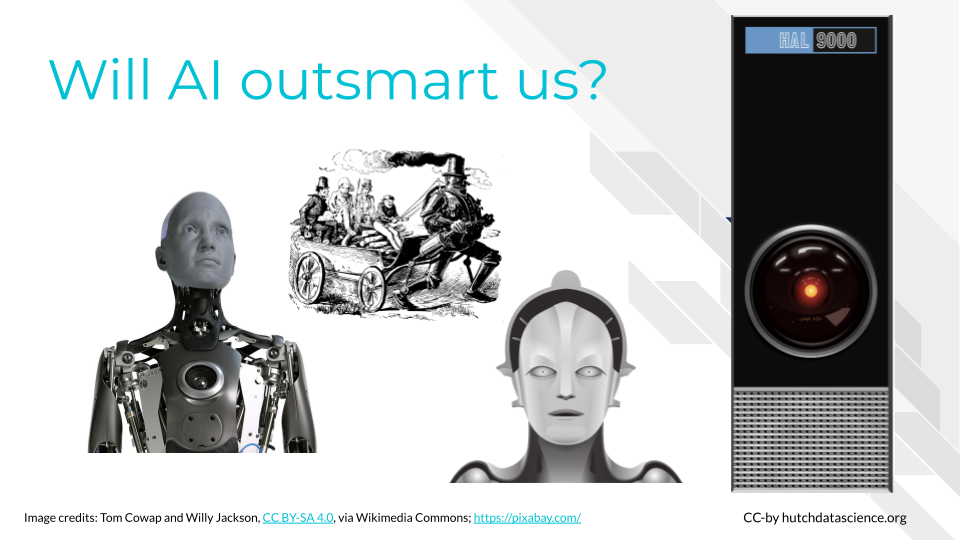 Will AI outsmart us?
HAL 9000
Image credits: Tom Cowap and Willy Jackson, CC BY-SA 4.0, via Wikimedia Commons; https://pixabay.com/
CC-by hutchdatascience.org